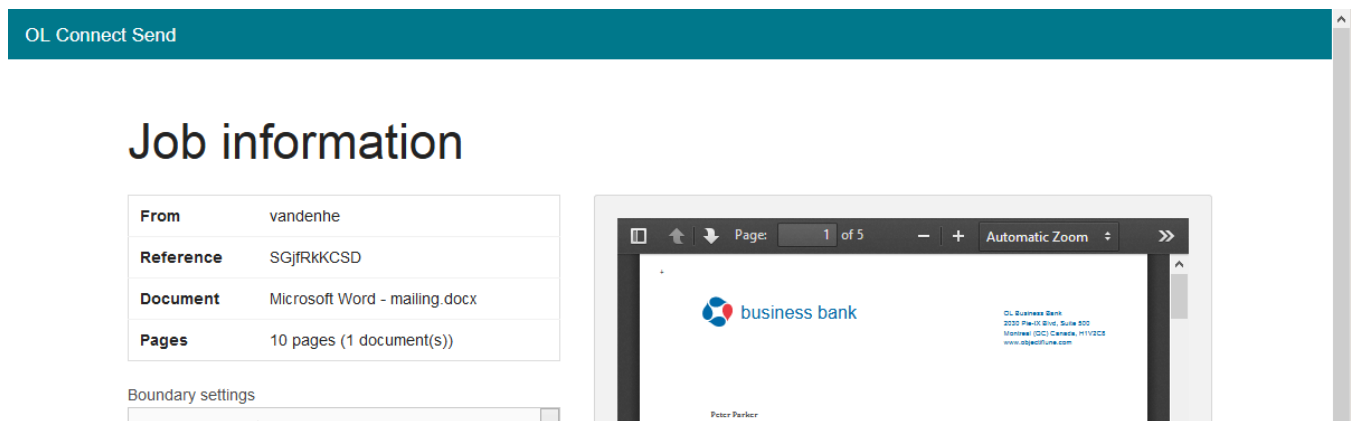 OL Connect Send
Job information
From vandenhe
Reference SGjfRkKCSD
Document Microsoft Word - mailing.docx
Pages 10 pages (1 document(s))
Boundary settings
Page: 1 of 5 Automatic Zoom
business bank
OL Business Bank
2030 Pie-IX Blvd, Suite 500
Montreal (QC) Canada, H1V2C8
www.objectiflune.com
Peter Parker